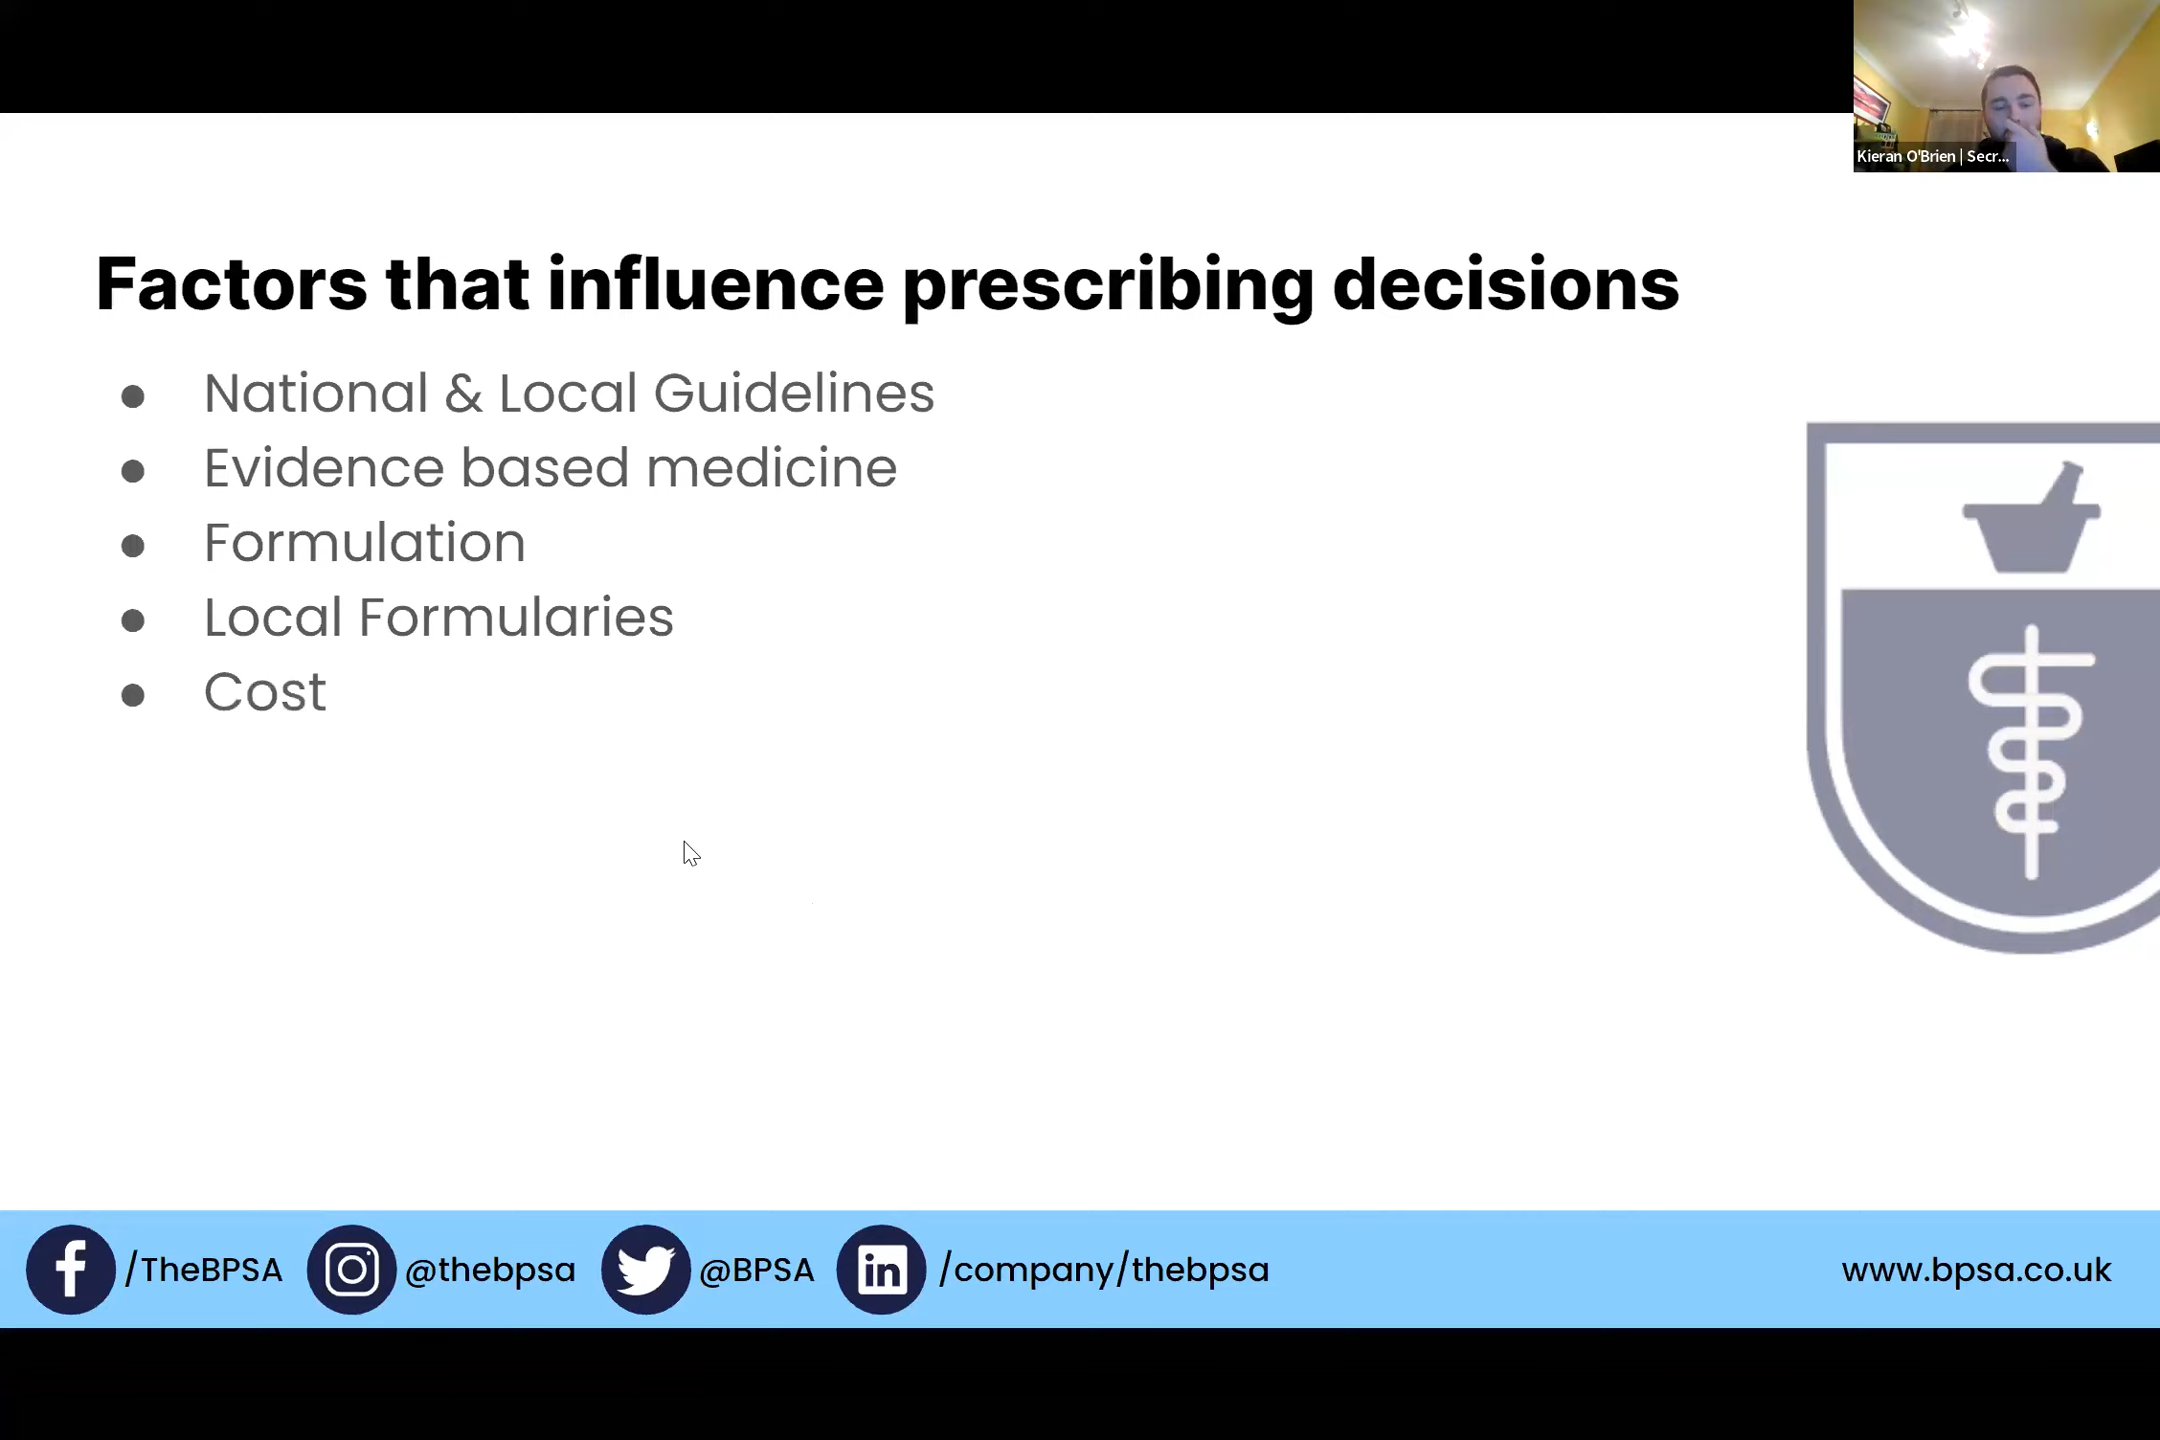 Kieran O'Brien | Secr...
Factors that influence prescribing decisions
● National & Local Guidelines
● Evidence based medicine
● Formulation
● Local Formularies
● Cost
/TheBPSA @thebpsa @BPSA /company/thebpsa www.bpsa.co.uk